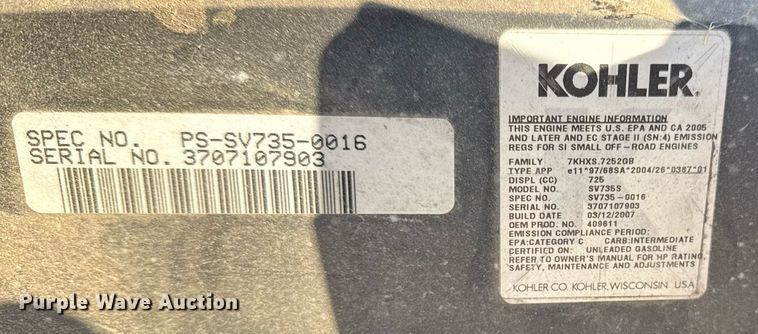 SPEC NO. PS-SV735-0016
SERIAL NO. 3707107903
KOHLER®
IMPORTANT ENGINE INFORMATION
THIS ENGINE MEETS U.S. EPA AND CA 2005
AND LATER AND EC STAGE II (SN:4) EMISSION
REGS FOR SI SMALL OFF-ROAD ENGINES
FAMILY 7KHXS.7252GB
TYPE APP e11*97/68SA*2004/26*0387*01
DISPL (CC) 725
MODEL NO. SV735S
SPEC NO. SV735-0016
SERIAL NO. 3707107903
BUILD DATE 03/12/2007
OEM PROD. NO. 409611
EMISSION COMPLIANCE PERIOD:
EPA:CATEGORY C CARB:INTERMEDIATE
CERTIFIED ON: UNLEADED GASOLINE
REFER TO OWNER'S MANUAL FOR HP RATING,
SAFETY, MAINTENANCE AND ADJUSTMENTS
KOHLER CO. KOHLER, WISCONSIN USA
Purple Wave Auction